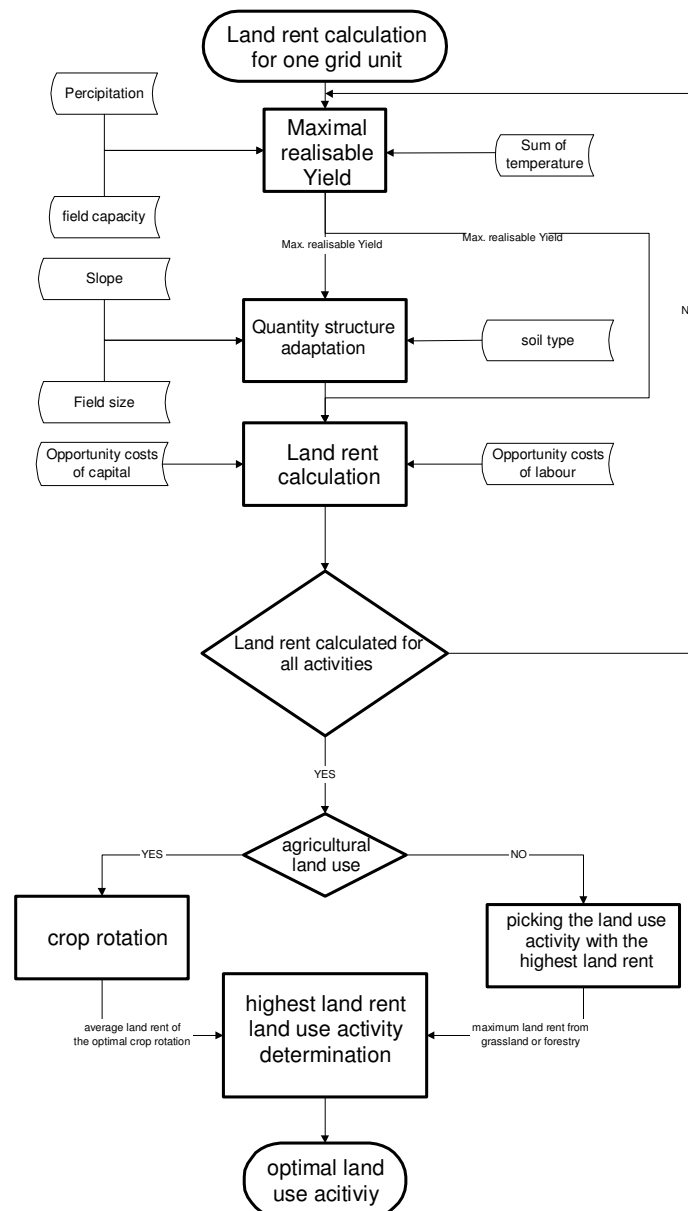 Land rent calculation
for one grid unit
Percipitation
Maximal
realisable
Yield
Sum of
temperature
field capacity
Max. realisable Yield
Max. realisable Yield
Slope
N
Quantity structure
adaptation
soil type
Field size
Opportunity costs
of capital
Land rent
calculation
Opportunity costs
of labour
Land rent calculated for
all activities
YES
agricultural
land use
YES
NO
crop rotation
picking the land use
activity with the
highest land rent
average land rent of
the optimal crop rotation
highest land rent
land use activity
determination
maximum land rent from
grassland or forestry
optimal land
use acitiviy